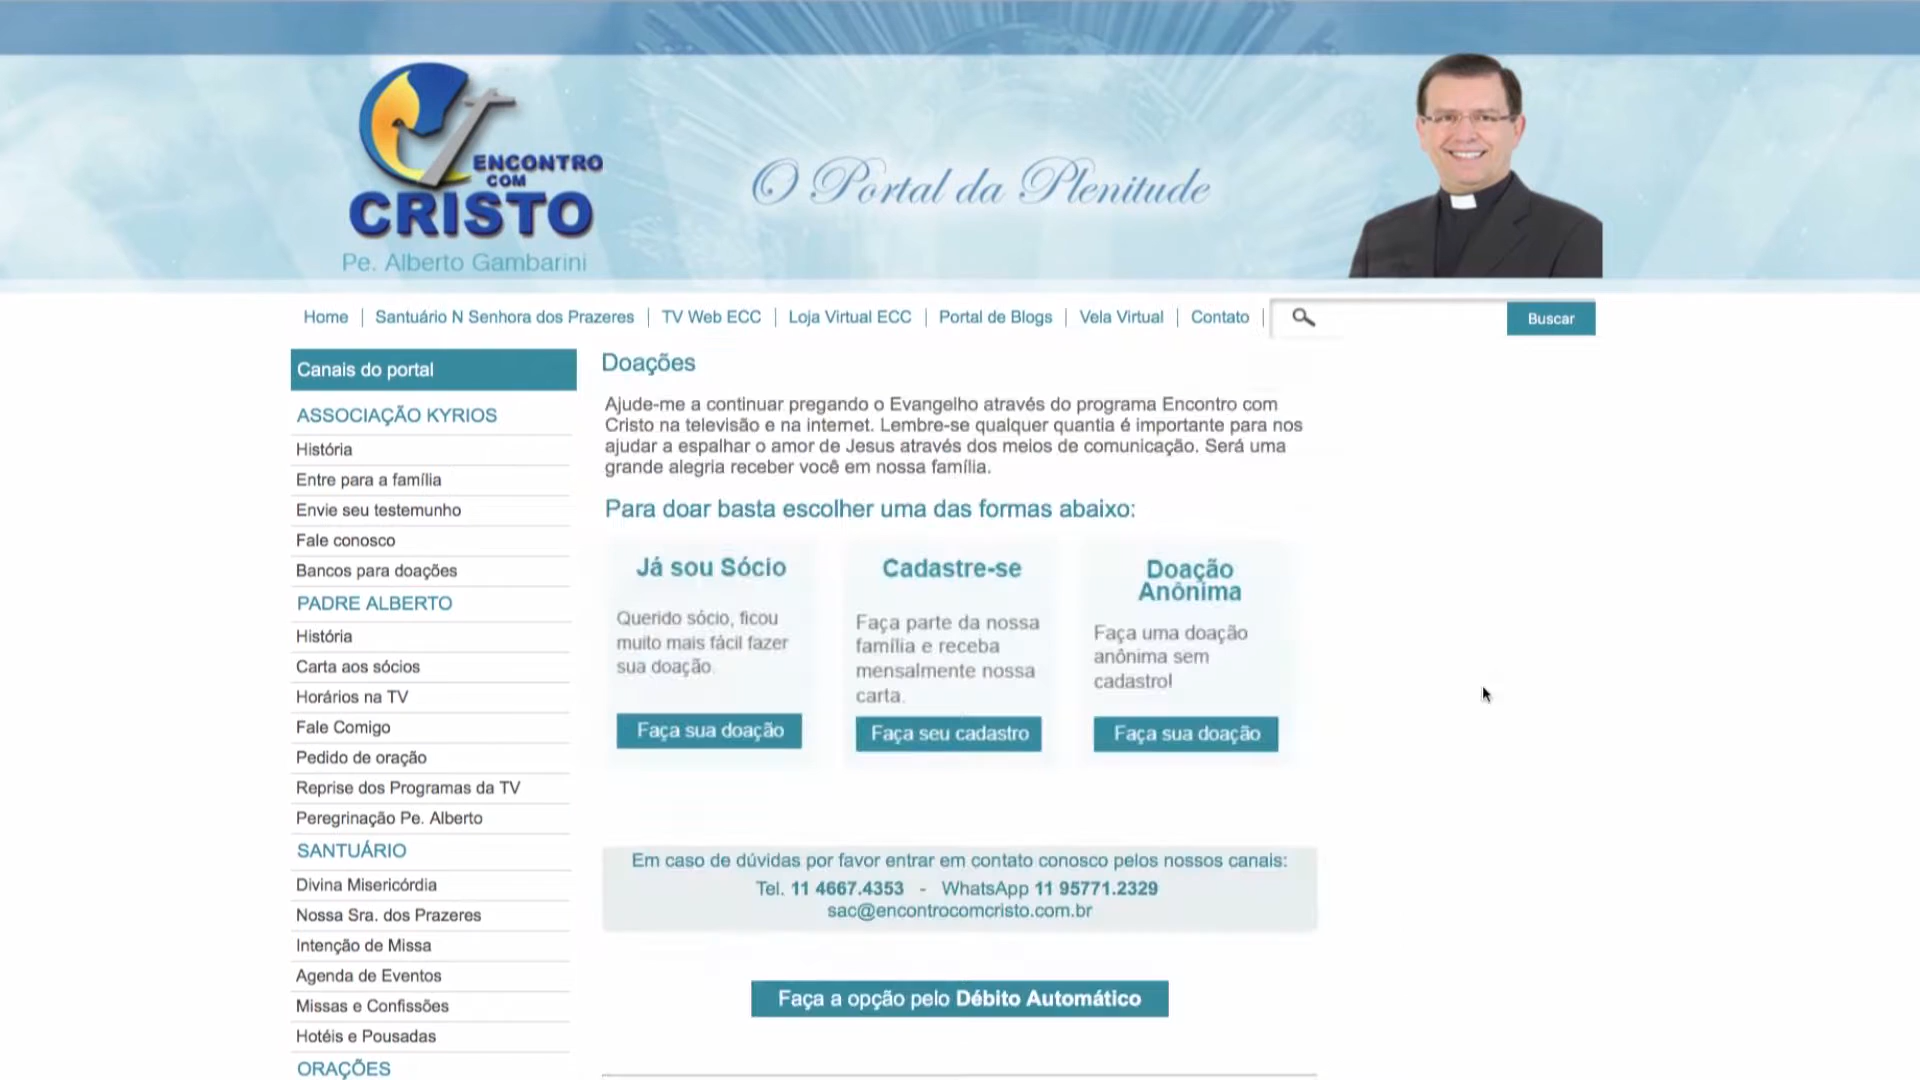 ENCONTRO
COM
CRISTO
Pe. Alberto Gambarini
O Portal da Plenitude
Home
Santuário N Senhora dos Prazeres
TV Web ECC
Loja Virtual ECC
Portal de Blogs
Vela Virtual
Contato
Buscar
Canais do portal
ASSOCIAÇÃO KYRIOS
História
Entre para a família
Envie seu testemunho
Fale conosco
Bancos para doações
PADRE ALBERTO
História
Carta aos sócios
Horários na TV
Fale Comigo
Pedido de oração
Reprise dos Programas da TV
Peregrinação Pe. Alberto
SANTUÁRIO
Divina Misericórdia
Nossa Sra. dos Prazeres
Intenção de Missa
Agenda de Eventos
Missas e Confissões
Hotéis e Pousadas
ORAÇÕES
Doações
Ajude-me a continuar pregando o Evangelho através do programa Encontro com
Cristo na televisão e na internet. Lembre-se qualquer quantia é importante para nos
ajudar a espalhar o amor de Jesus através dos meios de comunicação. Será uma
grande alegria receber você em nossa família.
Para doar basta escolher uma das formas abaixo:
Já sou Sócio
Querido sócio, ficou
muito mais fácil fazer
sua doação.
Faça sua doação
Cadastre-se
Faça parte da nossa
família e receba
mensalmente nossa
carta.
Faça seu cadastro
Doação
Anônima
Faça uma doação
anônima sem
cadastro!
Faça sua doação
Em caso de dúvidas por favor entrar em contato conosco pelos nossos canais:
Tel. 11 4667.4353 - WhatsApp 11 95771.2329
sac@encontrocomcristo.com.br
Faça a opção pelo Débito Automático